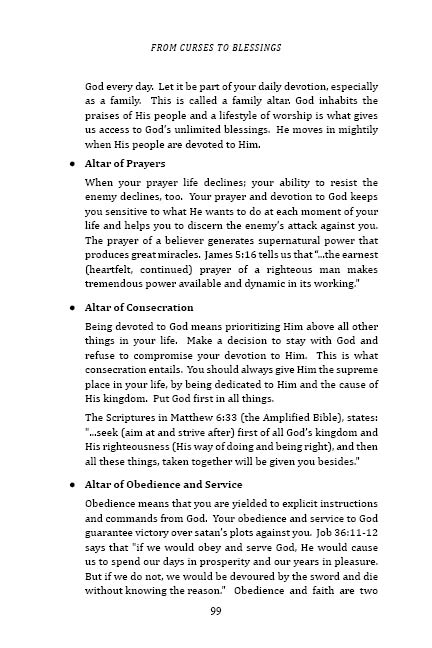 FROM CURSES TO BLESSINGS
God every day.  Let it be part of your daily devotion, especially
as a family.  This is called a family altar. God inhabits the
praises of His people and a lifestyle of worship is what gives
us access to God's unlimited blessings.  He moves in mightily
when His people are devoted to Him.
● Altar of Prayers
When your prayer life declines; your ability to resist the
enemy declines, too.  Your prayer and devotion to God keeps
you sensitive to what He wants to do at each moment of your
life and helps you to discern the enemy's attack against you.
The prayer of a believer generates supernatural power that
produces great miracles.  James 5:16 tells us that "...the earnest
(heartfelt, continued) prayer of a righteous man makes
tremendous power available and dynamic in its working."
● Altar of Consecration
Being devoted to God means prioritizing Him above all other
things in your life.  Make a decision to stay with God and
refuse to compromise your devotion to Him.  This is what
consecration entails.  You should always give Him the supreme
place in your life, by being dedicated to Him and the cause of
His kingdom.  Put God first in all things.
The Scriptures in Matthew 6:33 (the Amplified Bible), states:
"...seek (aim at and strive after) first of all God's kingdom and
His righteousness (His way of doing and being right), and then
all these things, taken together will be given you besides."
● Altar of Obedience and Service
Obedience means that you are yielded to explicit instructions
and commands from God.  Your obedience and service to God
guarantee victory over satan's plots against you.  Job 36:11-12
says that "if we would obey and serve God, He would cause
us to spend our days in prosperity and our years in pleasure.
But if we do not, we would be devoured by the sword and die
without knowing the reason."  Obedience and faith are two
99